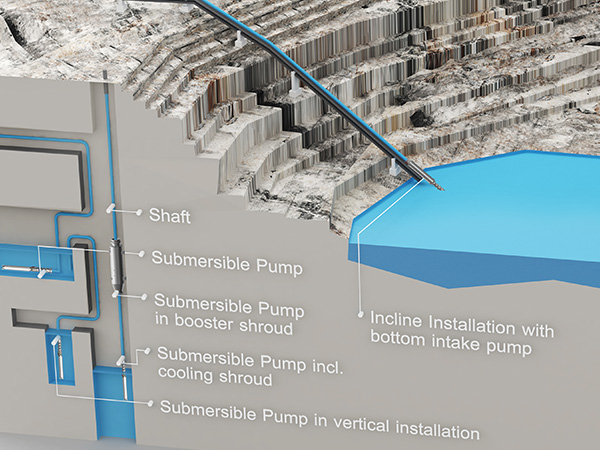 Shaft
Submersible Pump
Submersible Pump
in booster shroud
Submersible Pump incl.
cooling shroud
Submersible Pump in vertical installation
Incline Installation with
bottom intake pump